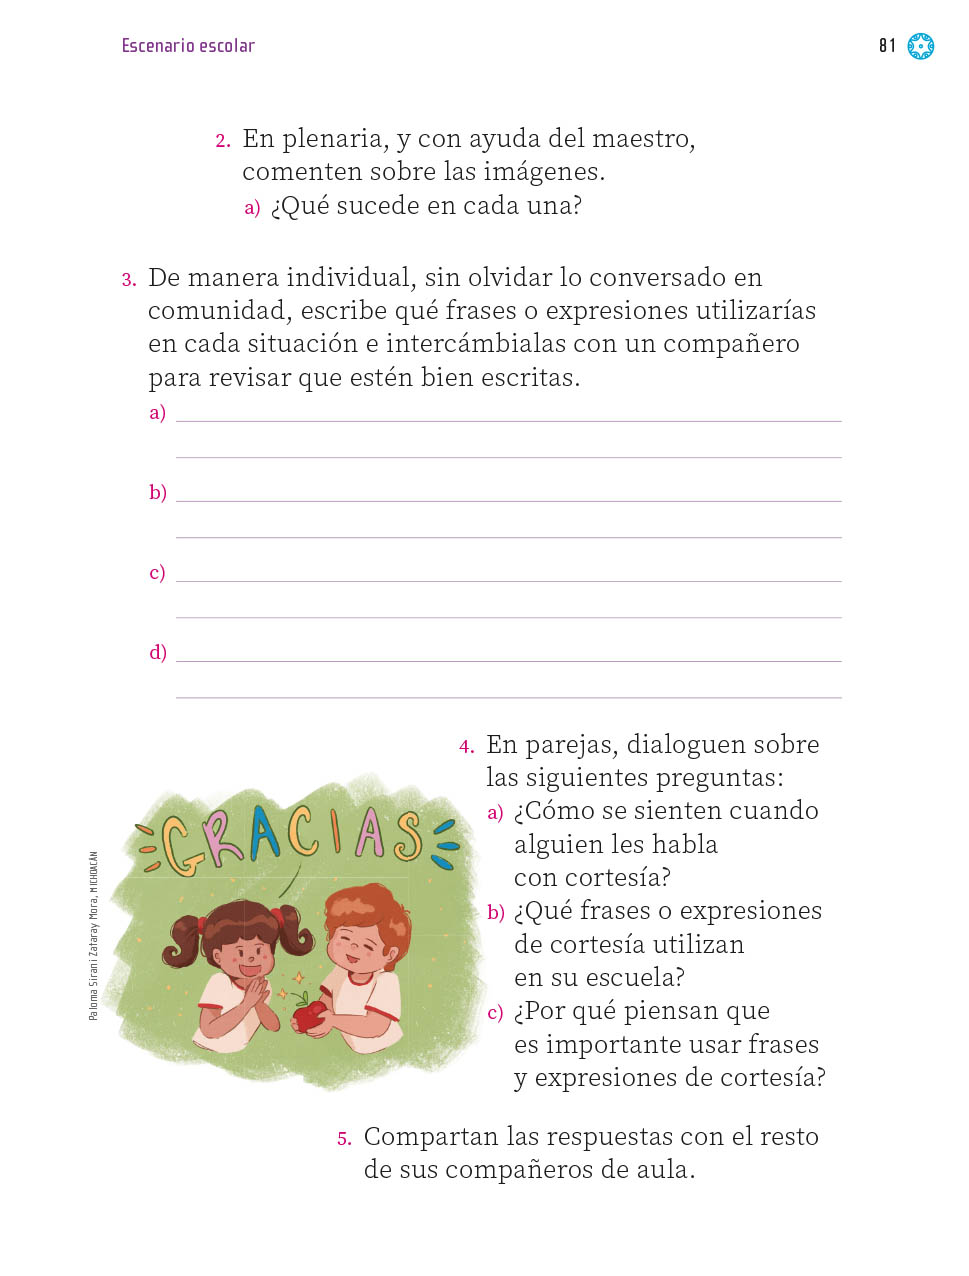 Escenario escolar
81
2. En plenaria, y con ayuda del maestro,
comenten sobre las imágenes.
a) ¿Qué sucede en cada una?
3. De manera individual, sin olvidar lo conversado en
comunidad, escribe qué frases o expresiones utilizarías
en cada situación e intercámbialas con un compañero
para revisar que estén bien escritas.
a)
b)
c)
d)
4. En parejas, dialoguen sobre
las siguientes preguntas:
a) ¿Cómo se sienten cuando
alguien les habla
con cortesía?
b) ¿Qué frases o expresiones
de cortesía utilizan
en su escuela?
c) ¿Por qué piensan que
es importante usar frases
y expresiones de cortesía?
GRACIAS
Paloma Sirani Zataray Mora, MICHOACÁN
5. Compartan las respuestas con el resto
de sus compañeros de aula.